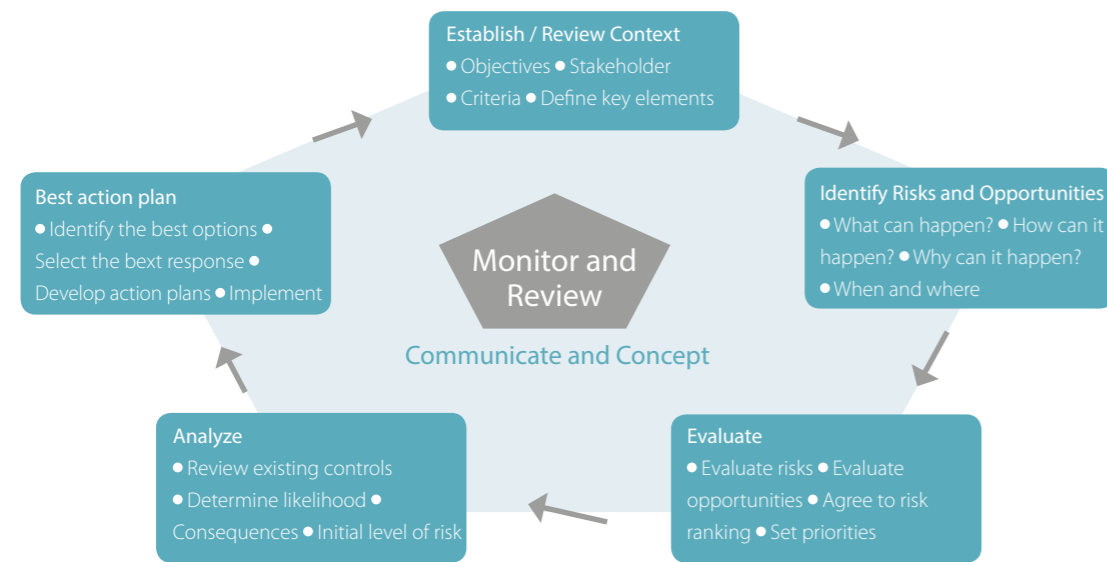 Establish / Review Context
● Objectives ● Stakeholder
● Criteria ● Define key elements
Identify Risks and Opportunities
● What can happen? ● How can it
happen? ● Why can it happen?
● When and where
Evaluate
● Evaluate risks ● Evaluate
opportunities ● Agree to risk
ranking ● Set priorities
Analyze
● Review existing controls
● Determine likelihood ●
Consequences ● Initial level of risk
Best action plan
● Identify the best options ●
Select the bext response ●
Develop action plans ● Implement
Monitor and
Review
Communicate and Concept